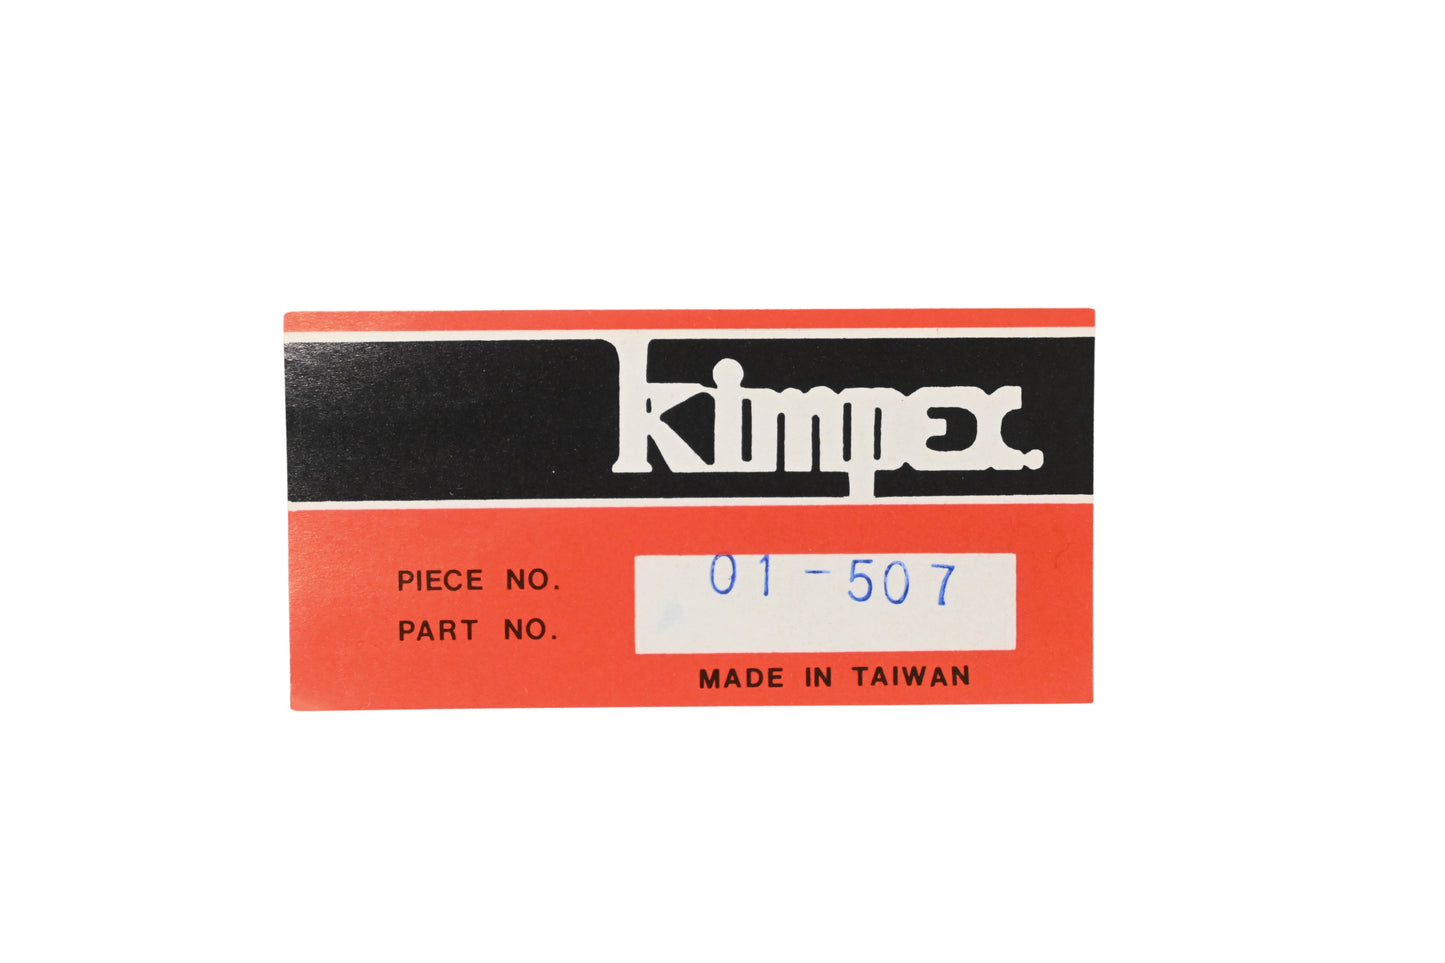 kimpex.
PIECE NO. 01-507
PART NO.
MADE IN TAIWAN